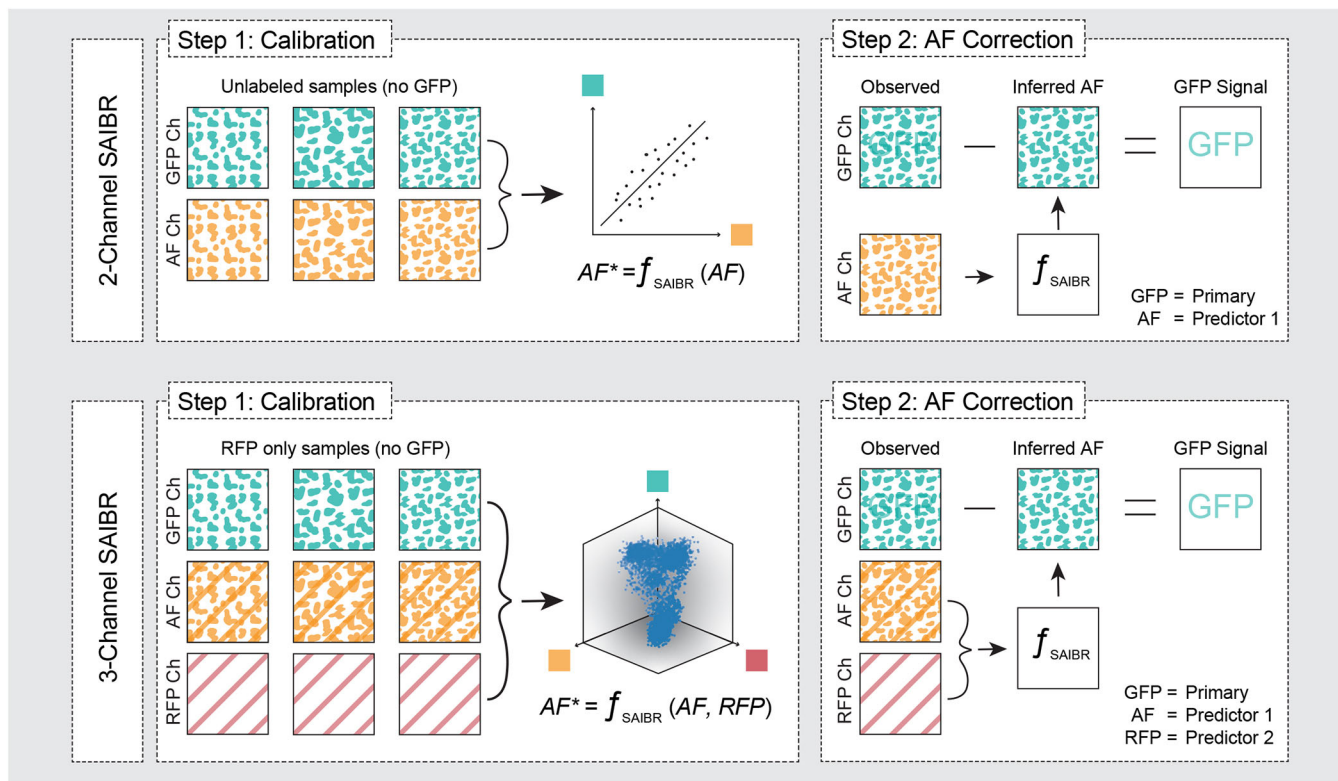 2-Channel SAIBR
Step 1: Calibration
Unlabeled samples (no GFP)
GFP Ch
AF Ch
AF* = f SAIBR (AF)
Step 2: AF Correction
Observed Inferred AF GFP Signal
GFP Ch
GFP
GFP
AF Ch
f SAIBR
GFP = Primary
AF = Predictor 1
3-Channel SAIBR
Step 1: Calibration
RFP only samples (no GFP)
GFP Ch
AF Ch
RFP Ch
AF* = f SAIBR (AF, RFP)
Step 2: AF Correction
Observed Inferred AF GFP Signal
GFP Ch
GFP
GFP
AF Ch
RFP Ch
f SAIBR
GFP = Primary
AF = Predictor 1
RFP = Predictor 2